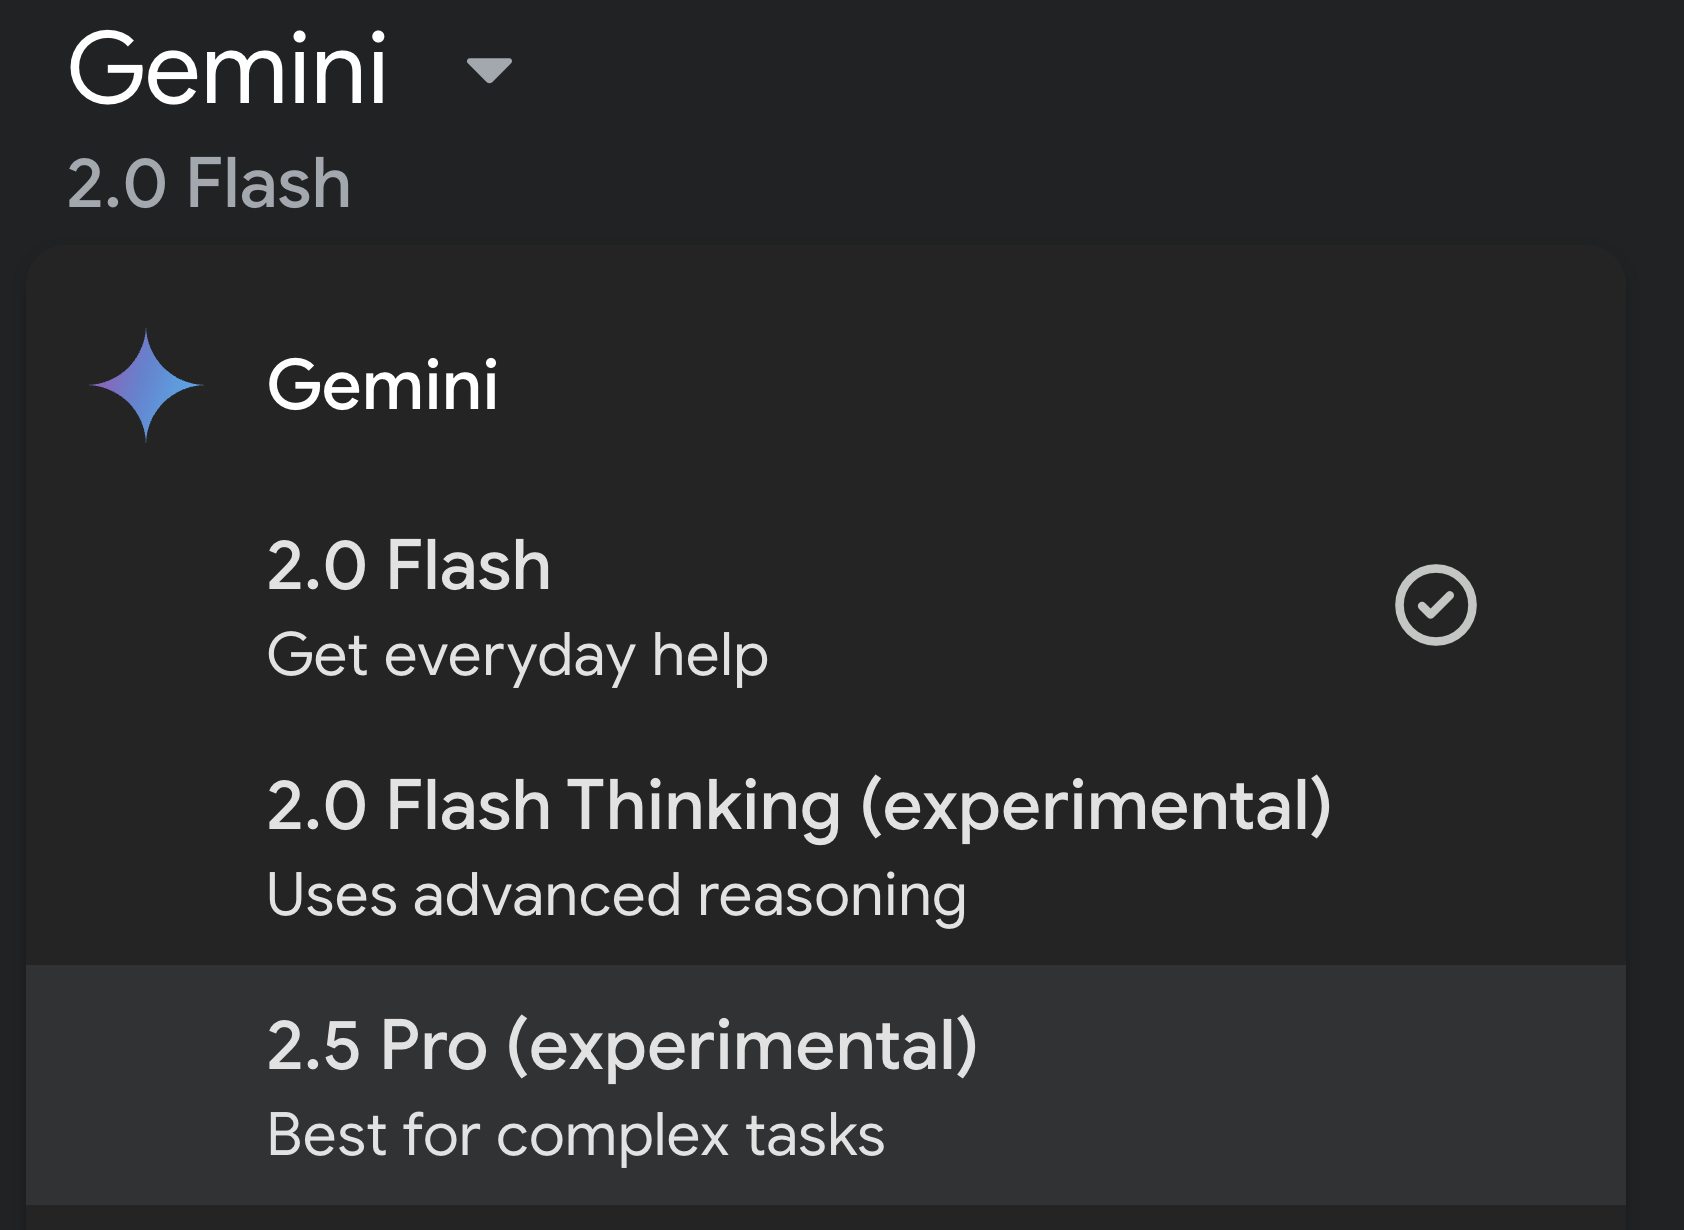 Gemini
2.0 Flash
Gemini
2.0 Flash
Get everyday help
2.0 Flash Thinking (experimental)
Uses advanced reasoning
2.5 Pro (experimental)
Best for complex tasks